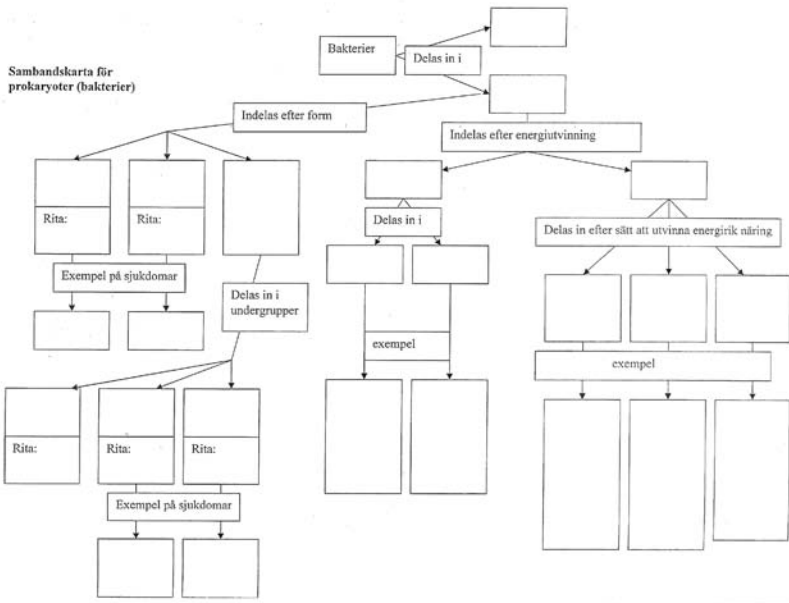 Sambandskarta för
prokaryoter (bakterier)
Bakterier
Delas in i
Indelas efter form
Indelas efter energiutvinning
Rita:
Rita:
Exempel på sjukdomar
Delas in i
undergrupper
Delas in i
Delas in efter sätt att utvinna energirik näring
exempel
exempel
Rita:
Rita:
Rita:
Exempel på sjukdomar